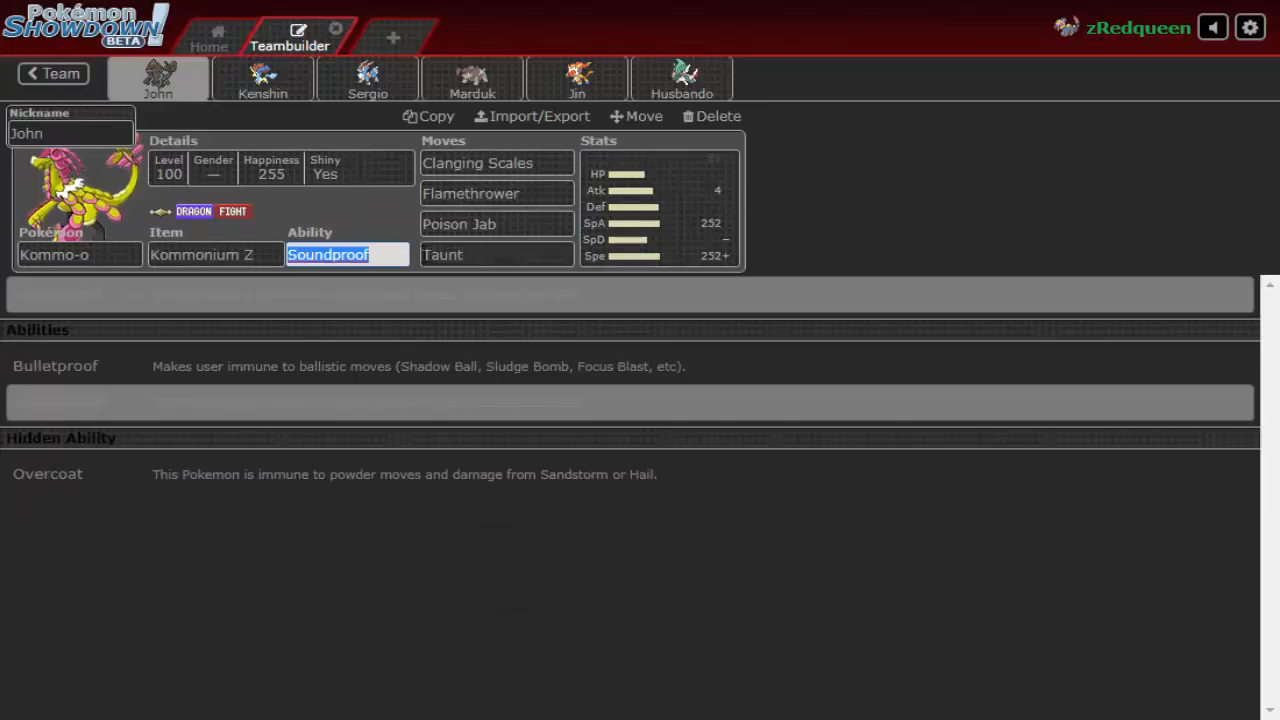 Pokémon
SHOWDOWN!
BETA
Home
Teambuilder
+
zRedqueen
Team
John
Kenshin
Sergio
Marduk
Jin
Husbando
Nickname
John
Copy
Import/Export
Move
Delete
Details
Level
Gender
Happiness
Shiny
100
—
255
Yes
DRAGON FIGHT
Pokémon
Kommo-o
Item
Kommonium Z
Ability
Soundproof
Moves
Clanging Scales
Flamethrower
Poison Jab
Taunt
Stats
EV
HP
Atk 4
Def
SpA 252
SpD –
Spe 252+
Abilities
Bulletproof Makes user immune to ballistic moves (Shadow Ball, Sludge Bomb, Focus Blast, etc).
Hidden Ability
Overcoat This Pokemon is immune to powder moves and damage from Sandstorm or Hail.